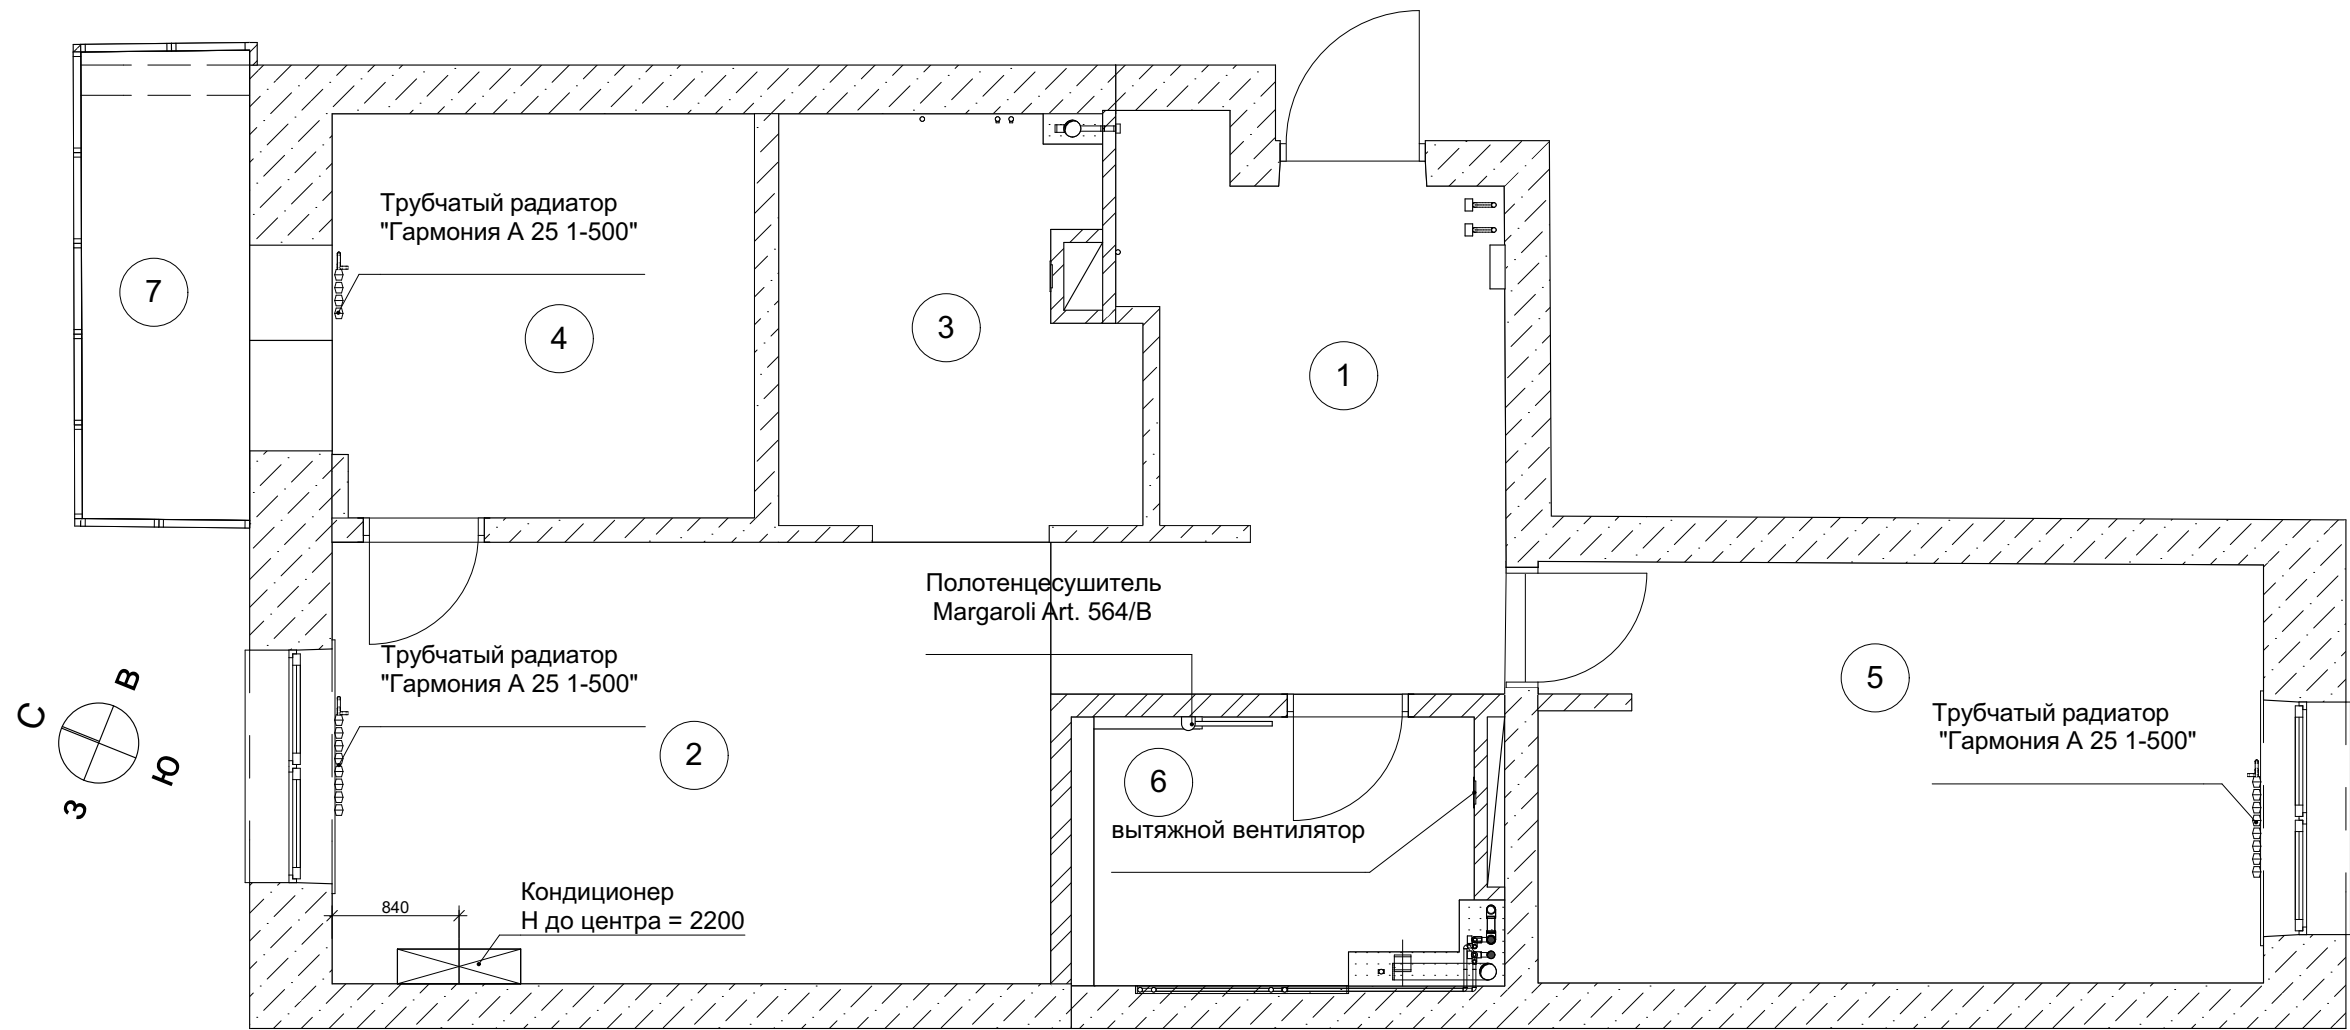 Трубчатый радиатор
"Гармония А 25 1-500"
7
4
3
1
Полотенцесушитель
Margaroli Art. 564/B
Трубчатый радиатор
"Гармония А 25 1-500"
С
В
Ю
З
2
6
5
Трубчатый радиатор
"Гармония А 25 1-500"
вытяжной вентилятор
840
Кондиционер
Н до центра = 2200